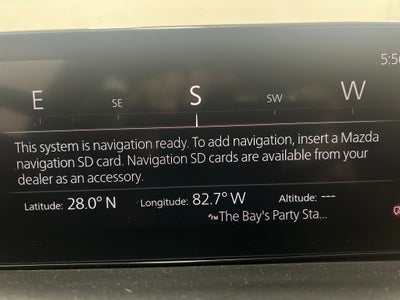 5:50
E SE S SW W
This system is navigation ready. To add navigation, insert a Mazda
navigation SD card. Navigation SD cards are available from your
dealer as an accessory.
Latitude: 28.0° N Longitude: 82.7° W Altitude: ---
The Bay's Party Sta...